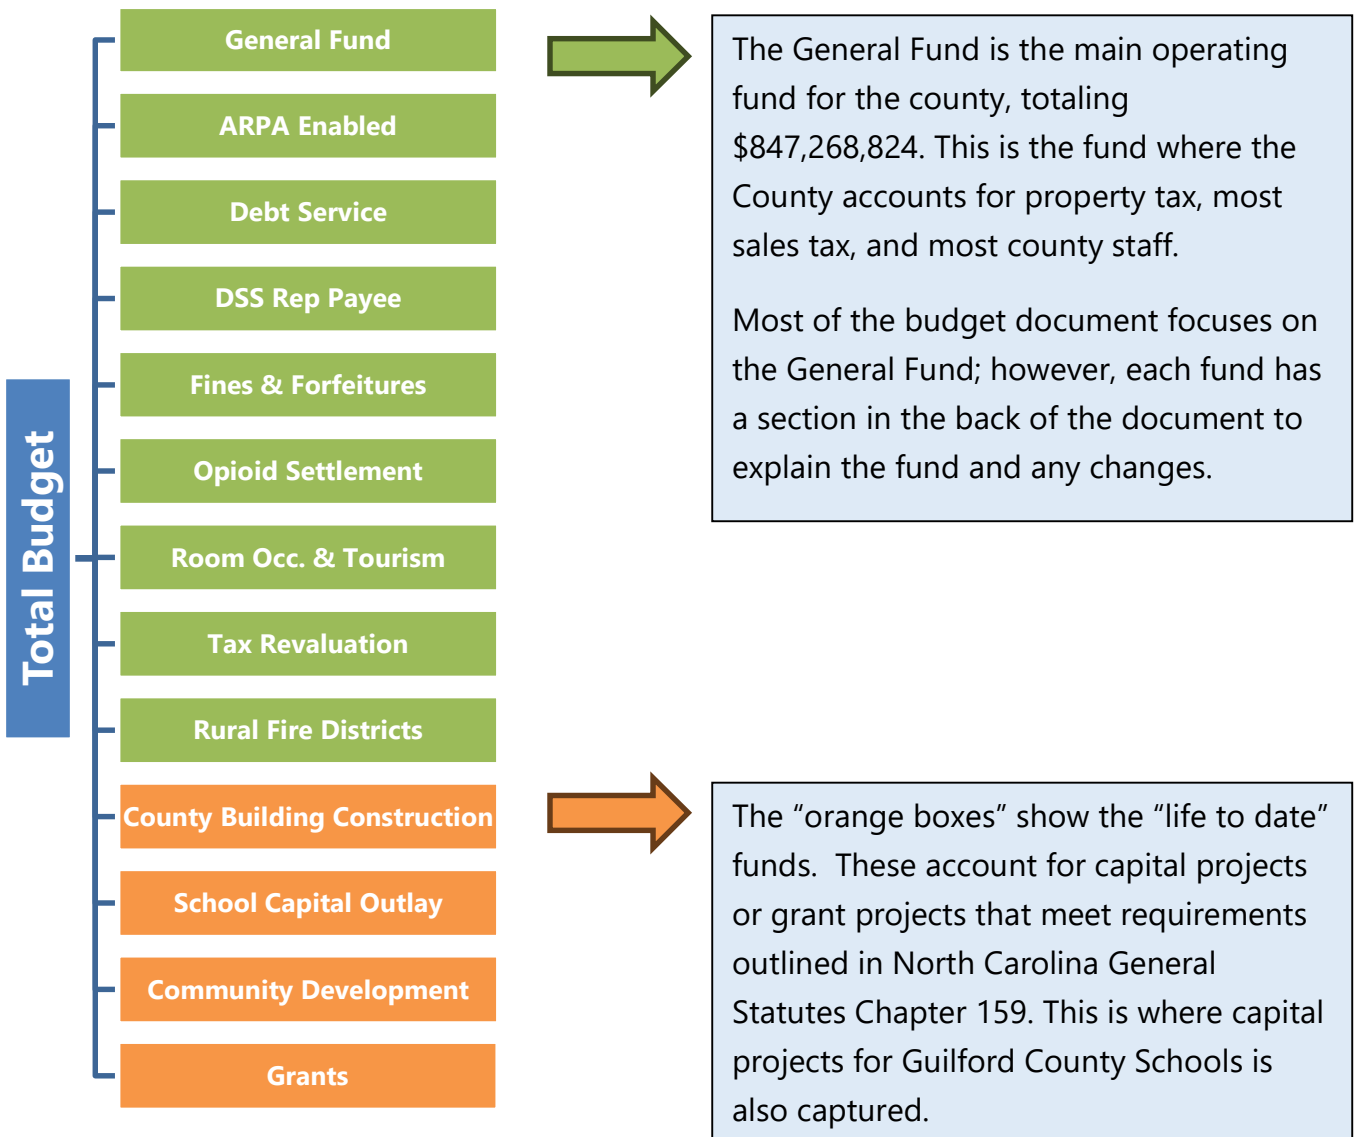 Total Budget
General Fund
ARPA Enabled
Debt Service
DSS Rep Payee
Fines & Forfeitures
Opioid Settlement
Room Occ. & Tourism
Tax Revaluation
Rural Fire Districts
County Building Construction
School Capital Outlay
Community Development
Grants
The General Fund is the main operating
fund for the county, totaling
$847,268,824. This is the fund where the
County accounts for property tax, most
sales tax, and most county staff.
Most of the budget document focuses on
the General Fund; however, each fund has
a section in the back of the document to
explain the fund and any changes.
The “orange boxes” show the “life to date”
funds.  These account for capital projects
or grant projects that meet requirements
outlined in North Carolina General
Statutes Chapter 159. This is where capital
projects for Guilford County Schools is
also captured.